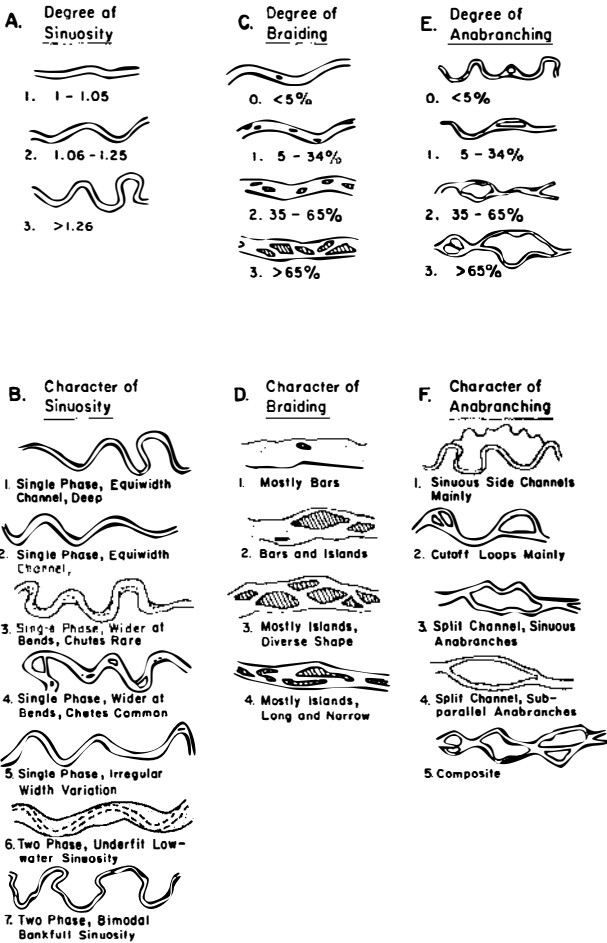 A. Degree of
Sinuosity
1. 1 - 1.05
2. 1.06 - 1.25
3. >1.26
C. Degree of
Braiding
0. <5%
1. 5 - 34%
2. 35 - 65%
3. >65%
E. Degree of
Anabranching
0. <5%
1. 5 - 34%
2. 35 - 65%
3. >65%
B. Character of
Sinuosity
1. Single Phase, Equiwidth
Channel, Deep
2. Single Phase, Equiwidth
Channel,
3. Single Phase, Wider at
Bends, Chutes Rare
4. Single Phase, Wider at
Bends, Chutes Common
5. Single Phase, Irregular
Width Variation
6. Two Phase, Underfit Low-
water Sinuosity
7. Two Phase, Bimodal
Bankfull Sinuosity
D. Character of
Braiding
1. Mostly Bars
2. Bars and Islands
3. Mostly Islands,
Diverse Shape
4. Mostly Islands,
Long and Narrow
F. Character of
Anabranching
1. Sinuous Side Channels
Mainly
2. Cutoff Loops Mainly
3. Split Channel, Sinuous
Anabranches
4. Split Channel, Sub-
parallel Anabranches
5. Composite